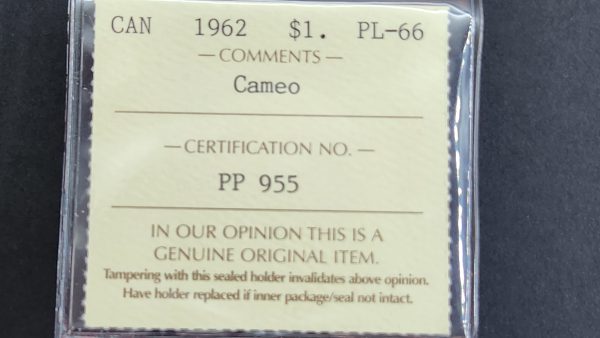 CAN 1962 $1. PL-66
— COMMENTS —
Cameo
— CERTIFICATION NO. —
PP 955
IN OUR OPINION THIS IS A
GENUINE ORIGINAL ITEM.
Tampering with this sealed holder invalidates above opinion.
Have holder replaced if inner package/seal not intact.